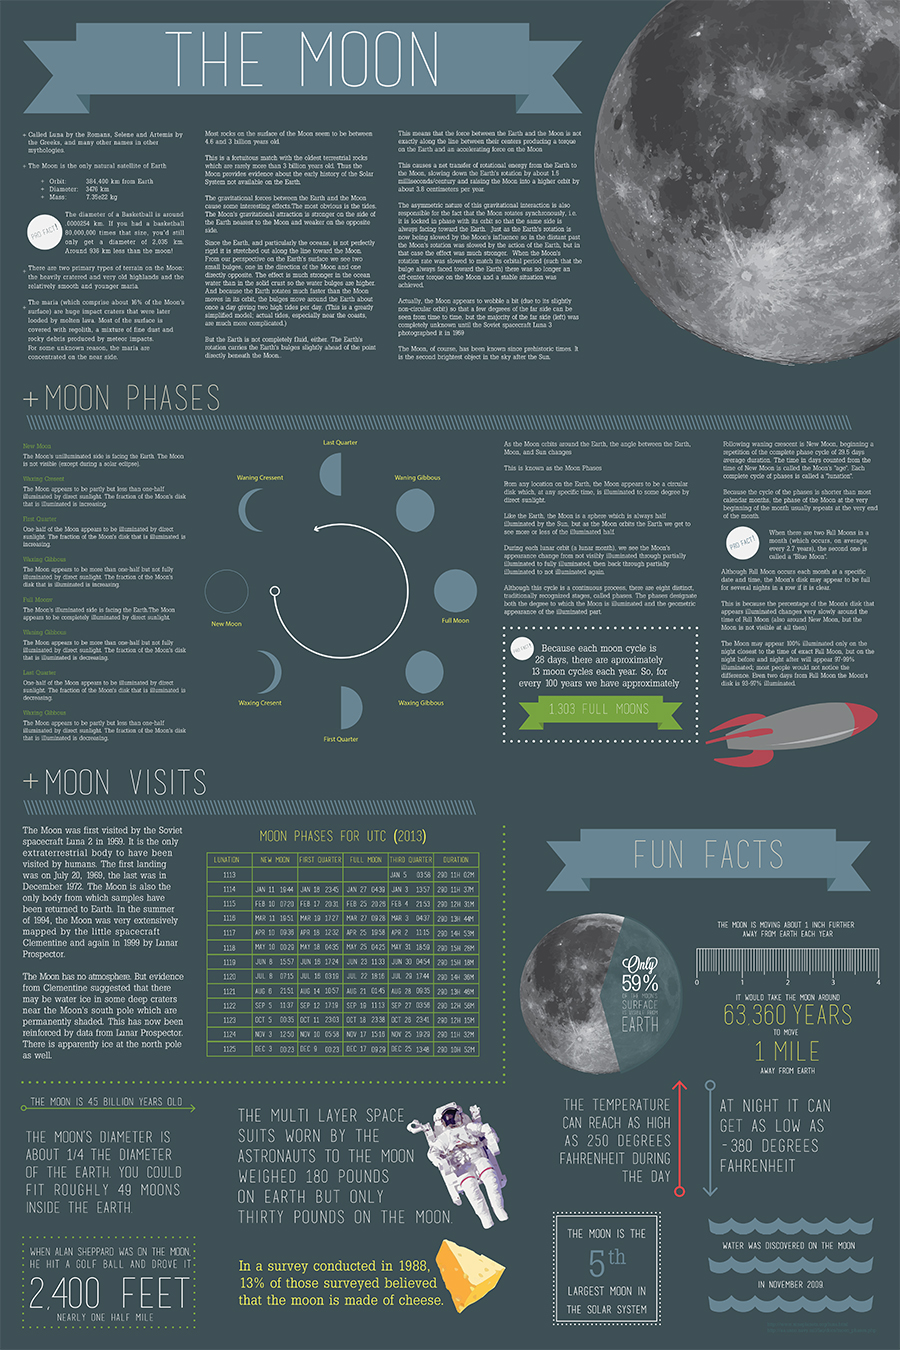 THE MOON
+ Called Luna by the Romans, Selene and Artemis by
the Greeks, and many other names in other
mythologies.
+ The Moon is the only natural satellite of Earth
+ Orbit: 384,400 km from Earth
+ Diameter: 3476 km
+ Mass: 7.35e22 kg
PRO FACT!
The diameter of a Basketball is around
.0000254 km. If you had a basketball
80,000,000 times that size, you'd still
only get a diameter of 2,035 km.
Around 936 km less than the moon!
+ There are two primary types of terrain on the Moon:
the heavily cratered and very old highlands and the
relatively smooth and younger maria.
+ The maria (which comprise about 16% of the Moon's
surface) are huge impact craters that were later
flooded by molten lava. Most of the surface is
covered with regolith, a mixture of fine dust and
rocky debris produced by meteor impacts.
For some unknown reason, the maria are
concentrated on the near side.
Most rocks on the surface of the Moon seem to be between
4.6 and 3 billion years old.
This is a fortuitous match with the oldest terrestrial rocks
which are rarely more than 3 billion years old. Thus the
Moon provides evidence about the early history of the Solar
System not available on the Earth.
The gravitational forces between the Earth and the Moon
cause some interesting effects.The most obvious is the tides.
The Moon's gravitational attraction is stronger on the side of
the Earth nearest to the Moon and weaker on the opposite
side.
Since the Earth, and particularly the oceans, is not perfectly
rigid it is stretched out along the line toward the Moon.
From our perspective on the Earth's surface we see two
small bulges, one in the direction of the Moon and one
directly opposite. The effect is much stronger in the ocean
water than in the solid crust so the water bulges are higher.
And because the Earth rotates much faster than the Moon
moves in its orbit, the bulges move around the Earth about
once a day giving two high tides per day. (This is a greatly
simplified model; actual tides, especially near the coasts,
are much more complicated.)
But the Earth is not completely fluid, either. The Earth's
rotation carries the Earth's bulges slightly ahead of the point
directly beneath the Moon.
This means that the force between the Earth and the Moon is not
exactly along the line between their centers producing a torque
on the Earth and an accelerating force on the Moon
This causes a net transfer of rotational energy from the Earth to
the Moon, slowing down the Earth's rotation by about 1.5
milliseconds/century and raising the Moon into a higher orbit by
about 3.8 centimeters per year.
The asymmetric nature of this gravitational interaction is also
responsible for the fact that the Moon rotates synchronously, i.e.
it is locked in phase with its orbit so that the same side is
always facing toward the Earth. Just as the Earth's rotation is
now being slowed by the Moon's influence so in the distant past
the Moon's rotation was slowed by the action of the Earth, but in
that case the effect was much stronger. When the Moon's
rotation rate was slowed to match its orbital period (such that the
bulge always faced toward the Earth) there was no longer an
off-center torque on the Moon and a stable situation was
achieved.
Actually, the Moon appears to wobble a bit (due to its slightly
non-circular orbit) so that a few degrees of the far side can be
seen from time to time, but the majority of the far side (left) was
completely unknown until the Soviet spacecraft Luna 3
photographed it in 1959
The Moon, of course, has been known since prehistoric times. It
is the second brightest object in the sky after the Sun.
+MOON PHASES
New Moon
The Moon's unilluminated side is facing the Earth. The Moon
is not visible (except during a solar eclipse).
Waxing Cresent
The Moon appears to be partly but less than one-half
illuminated by direct sunlight. The fraction of the Moon's disk
that is illuminated is increasing.
First Quarter
One-half of the Moon appears to be illuminated by direct
sunlight. The fraction of the Moon's disk that is illuminated is
increasing.
Waxing Gibbous
The Moon appears to be more than one-half but not fully
illuminated by direct sunlight. The fraction of the Moon's
disk that is illuminated is increasing.
Full Moone
The Moon's illuminated side is facing the Earth.The Moon
appears to be completely illuminated by direct sunlight.
Waning Gibbous
The Moon appears to be more than one-half but not fully
illuminated by direct sunlight. The fraction of the Moon's disk
that is illuminated is decreasing.
Last Quarter
One-half of the Moon appears to be illuminated by direct
sunlight. The fraction of the Moon's disk that is illuminated is
decreasing.
Waning Gibbous
The Moon appears to be partly but less than one-half
illuminated by direct sunlight. The fraction of the Moon's disk
that is illuminated is decreasing.
Last Quarter
Waning Cressent
Waning Gibbous
New Moon
Full Moon
Waxing Cresent
Waxing Gibbous
First Quarter
As the Moon orbits around the Earth, the angle between the Earth,
Moon, and Sun changes
This is known as the Moon Phases
From any location on the Earth, the Moon appears to be a circular
disk which, at any specific time, is illuminated to some degree by
direct sunlight.
Like the Earth, the Moon is a sphere which is always half
illuminated by the Sun, but as the Moon orbits the Earth we get to
see more or less of the illuminated half.
During each lunar orbit (a lunar month), we see the Moon's
appearance change from not visibly illuminated through partially
illuminated to fully illuminated, then back through partially
illuminated to not illuminated again.
Although this cycle is a continuous process, there are eight distinct,
traditionally recognized stages, called phases. The phases designate
both the degree to which the Moon is illuminated and the geometric
appearance of the illuminated part.
PRO FACT!
Because each moon cycle is
28 days, there are aproximately
13 moon cycles each year. So, for
every 100 years we have aproximately
1,303 FULL MOONS
Following waning crescent is New Moon, beginning a
repetition of the complete phase cycle of 29.5 days
average duration. The time in days counted from the
time of New Moon is called the Moon's "age". Each
complete cycle of phases is called a "lunation".
Because the cycle of the phases is shorter than most
calendar months, the phase of the Moon at the very
beginning of the month usually repeats at the very end
of the month.
PRO FACT!
When there are two Full Moons in a
month (which occurs, on average,
every 2.7 years), the second one is
called a "Blue Moon".
Although Full Moon occurs each month at a specific
date and time, the Moon's disk may appear to be full
for several nights in a row if it is clear.
This is because the percentage of the Moon's disk that
appears illuminated changes very slowly around the
time of Full Moon (also around New Moon, but the
Moon is not visible at all then)
The Moon may appear 100% illuminated only on the
night closest to the time of exact Full Moon, but on the
night before and night after will appear 97-99%
illuminated; most people would not notice the
difference. Even two days from Full Moon the Moon's
disk is 93-97% illuminated.
+MOON VISITS
The Moon was first visited by the Soviet
spacecraft Luna 2 in 1959. It is the only
extraterrestrial body to have been
visited by humans. The first landing
was on July 20, 1969, the last was in
December 1972. The Moon is also the
only body from which samples have
been returned to Earth. In the summer
of 1994, the Moon was very extensively
mapped by the little spacecraft
Clementine and again in 1999 by Lunar
Prospector.
The Moon has no atmosphere. But evidence
from Clementine suggested that there
may be water ice in some deep craters
near the Moon's south pole which are
permanently shaded. This has now been
reinforced by data from Lunar Prospector.
There is apparently ice at the north pole
as well.
MOON PHASES FOR UTC (2013)
LUNATION NEW MOON FIRST QUARTER FULL MOON THIRD QUARTER DURATION
1113 JAN 5 03:58 29D 11H 02M
1114 JAN 11 19:44 JAN 18 23:45 JAN 27 04:39 JAN 3 13:57 29D 11H 37M
1115 FEB 10 07:20 FEB 17 20:31 FEB 25 20:26 FEB 4 21:53 29D 12H 31M
1116 MAR 11 19:51 MAR 19 17:27 MAR 27 09:28 MAR 3 04:37 29D 13H 44M
1117 APR 10 09:38 APR 18 12:32 APR 25 19:58 APR 2 11:15 29D 14H 53M
1118 MAY 10 00:29 MAY 18 04:35 MAY 25 04:25 MAY 31 18:59 29D 15H 28M
1119 JUN 8 15:57 JUN 16 17:24 JUN 23 11:33 JUN 30 04:54 29D 15H 18M
1120 JUL 8 07:15 JUL 16 03:19 JUL 22 18:16 JUL 29 17:44 29D 14H 36M
1121 AUG 6 21:51 AUG 14 10:57 AUG 21 01:45 AUG 28 09:35 29D 13H 46M
1122 SEP 5 11:37 SEP 12 17:19 SEP 19 11:13 SEP 27 03:56 29D 12H 58M
1123 OCT 5 00:35 OCT 11 23:03 OCT 18 23:38 OCT 26 23:41 29D 12H 15M
1124 NOV 3 12:50 NOV 10 05:58 NOV 17 15:16 NOV 25 19:29 29D 11H 32M
1125 DEC 3 00:23 DEC 9 00:23 DEC 17 09:29 DEC 25 13:48 29D 10H 52M
FUN FACTS
Only
59%
OF THE MOON'S
SURFACE
IS VISIBLE FROM
EARTH
THE MOON IS MOVING ABOUT 1 INCH FURTHER
AWAY FROM EARTH EACH YEAR
0 1 2 3 4
IT WOULD TAKE THE MOON AROUND
63,360 YEARS
TO MOVE
1 MILE
AWAY FROM EARTH
THE MOON IS 4.5 BILLION YEARS OLD
THE MOON'S DIAMETER IS
ABOUT 1/4 THE DIAMETER
OF THE EARTH. YOU COULD
FIT ROUGHLY 49 MOONS
INSIDE THE EARTH.
WHEN ALAN SHEPPARD WAS ON THE MOON,
HE HIT A GOLF BALL AND DROVE IT
2,400 FEET
NEARLY ONE HALF MILE
THE MULTI LAYER SPACE
SUITS WORN BY THE
ASTRONAUTS TO THE MOON
WEIGHED 180 POUNDS
ON EARTH BUT ONLY
THIRTY POUNDS ON THE MOON.
In a survey conducted in 1988,
13% of those surveyed believed
that the moon is made of cheese.
THE TEMPERATURE
CAN REACH AS HIGH
AS 250 DEGREES
FAHRENHEIT DURING
THE DAY
AT NIGHT IT CAN
GET AS LOW AS
-380 DEGREES
FAHRENHEIT
THE MOON IS THE
5th
LARGEST MOON IN
THE SOLAR SYSTEM
WATER WAS DISCOVERED ON THE MOON
IN NOVEMBER 2009.